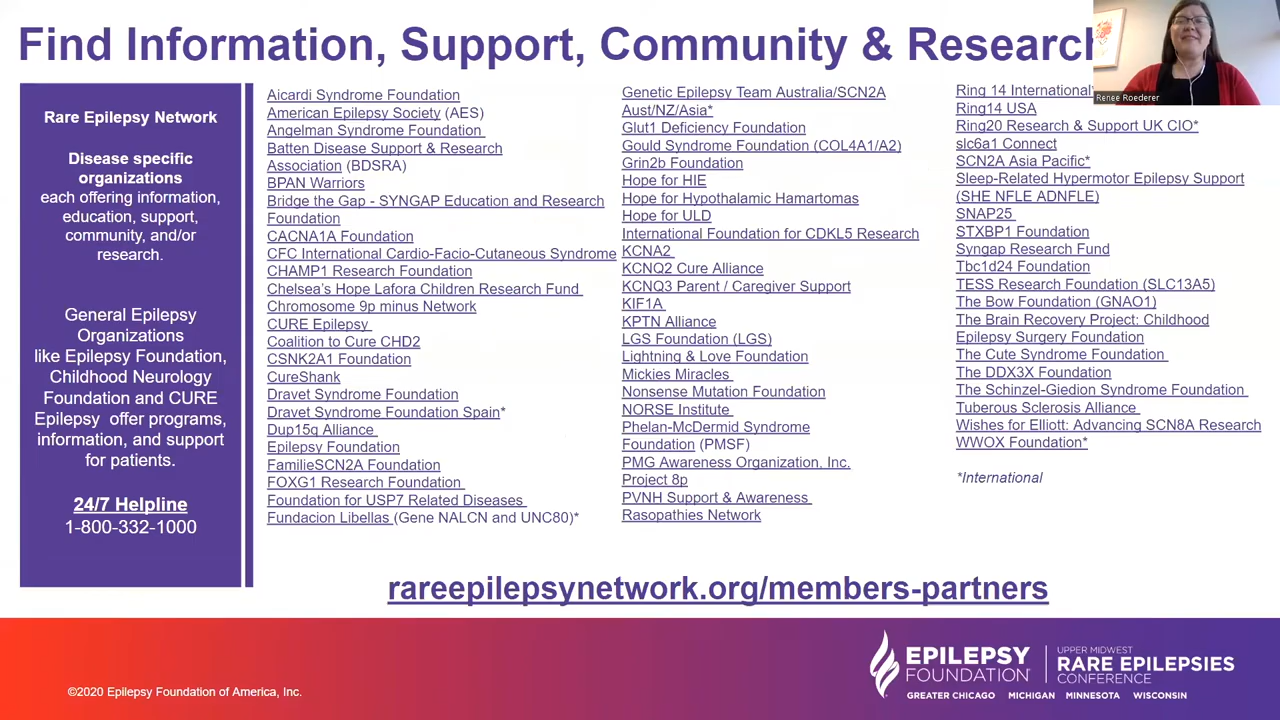 Find Information, Support, Community & Research
Renee Roederer
Rare Epilepsy Network
Disease specific
organizations
each offering information,
education, support,
community, and/or
research.
General Epilepsy
Organizations
like Epilepsy Foundation,
Childhood Neurology
Foundation and CURE
Epilepsy offer programs,
information, and support
for patients.
24/7 Helpline
1-800-332-1000
Aicardi Syndrome Foundation
American Epilepsy Society (AES)
Angelman Syndrome Foundation
Batten Disease Support & Research
Association (BDSRA)
BPAN Warriors
Bridge the Gap - SYNGAP Education and Research
Foundation
CACNA1A Foundation
CFC International Cardio-Facio-Cutaneous Syndrome
CHAMP1 Research Foundation
Chelsea's Hope Lafora Children Research Fund
Chromosome 9p minus Network
CURE Epilepsy
Coalition to Cure CHD2
CSNK2A1 Foundation
CureShank
Dravet Syndrome Foundation
Dravet Syndrome Foundation Spain*
Dup15q Alliance
Epilepsy Foundation
FamilieSCN2A Foundation
FOXG1 Research Foundation
Foundation for USP7 Related Diseases
Fundacion Libellas (Gene NALCN and UNC80)*
Genetic Epilepsy Team Australia/SCN2A
Aust/NZ/Asia*
Glut1 Deficiency Foundation
Gould Syndrome Foundation (COL4A1/A2)
Grin2b Foundation
Hope for HIE
Hope for Hypothalamic Hamartomas
Hope for ULD
International Foundation for CDKL5 Research
KCNA2
KCNQ2 Cure Alliance
KCNQ3 Parent / Caregiver Support
KIF1A
KPTN Alliance
LGS Foundation (LGS)
Lightning & Love Foundation
Mickies Miracles
Nonsense Mutation Foundation
NORSE Institute
Phelan-McDermid Syndrome
Foundation (PMSF)
PMG Awareness Organization, Inc.
Project 8p
PVNH Support & Awareness
Rasopathies Network
Ring 14 International
Ring14 USA
Ring20 Research & Support UK CIO*
slc6a1 Connect
SCN2A Asia Pacific*
Sleep-Related Hypermotor Epilepsy Support
(SHE NFLE ADNFLE)
SNAP25
STXBP1 Foundation
Syngap Research Fund
Tbc1d24 Foundation
TESS Research Foundation (SLC13A5)
The Bow Foundation (GNAO1)
The Brain Recovery Project: Childhood
Epilepsy Surgery Foundation
The Cute Syndrome Foundation
The DDX3X Foundation
The Schinzel-Giedion Syndrome Foundation
Tuberous Sclerosis Alliance
Wishes for Elliott: Advancing SCN8A Research
WWOX Foundation*
*International
rareepilepsynetwork.org/members-partners
©2020 Epilepsy Foundation of America, Inc.
EPILEPSY
FOUNDATION
UPPER MIDWEST
RARE EPILEPSIES
CONFERENCE
GREATER CHICAGO MICHIGAN MINNESOTA WISCONSIN